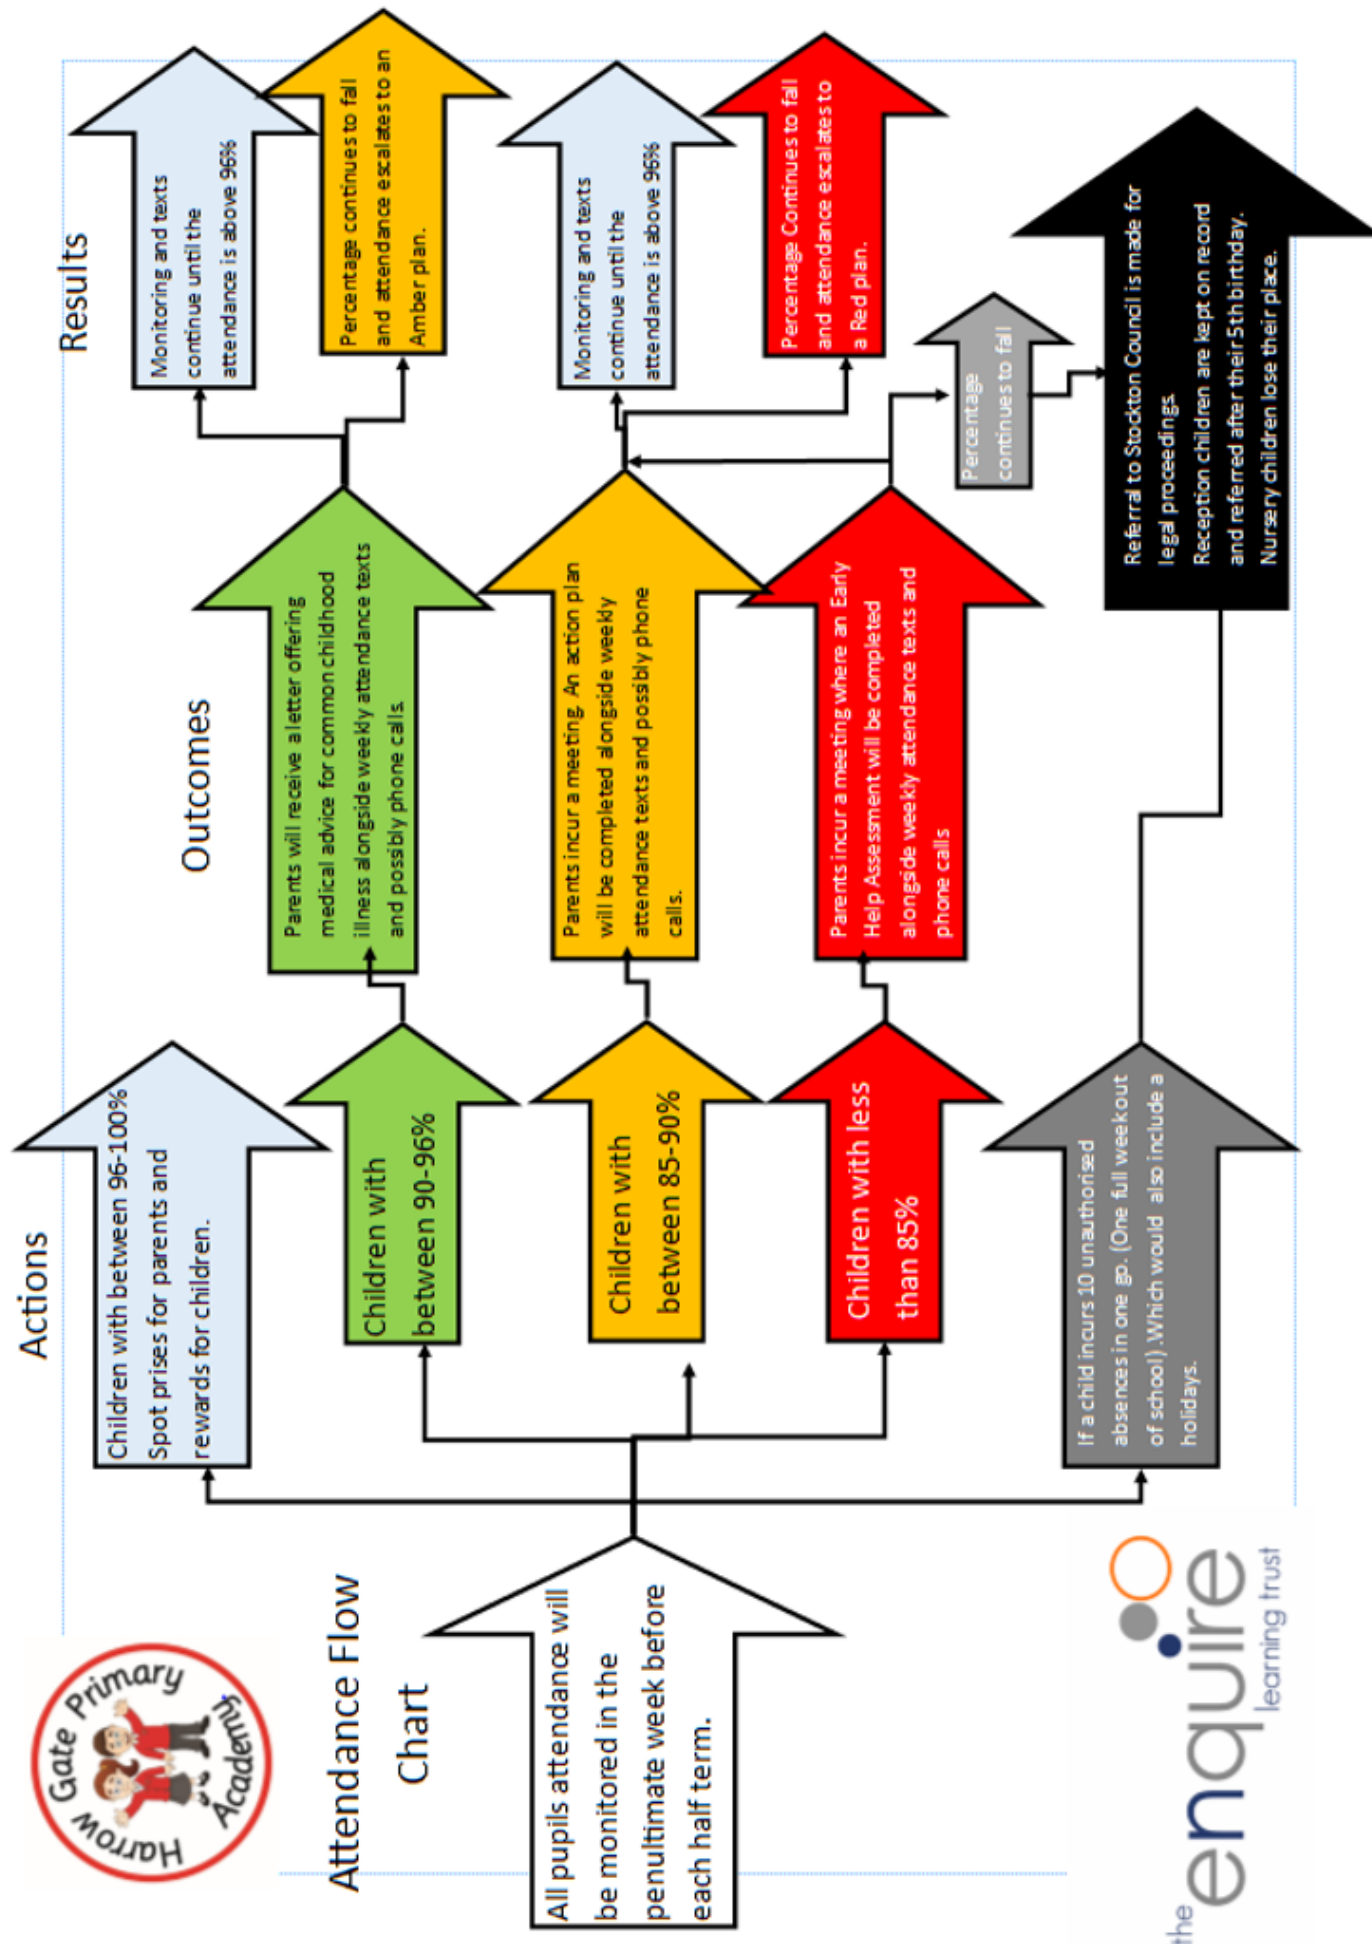 Harrow Gate Primary
Academy
Attendance Flow
Chart
All pupils attendance will
be monitored in the
penultimate week before
each half term.
the
enquire
learning trust
Actions
Children with between 96-100%
Spot prises for parents and
rewards for children.
Children with
between 90-96%
Children with
between 85-90%
Children with less
than 85%
If a child incurs 10 unauthorised
absences in one go. (One full week out
of school) .Which would also include a
holidays.
Outcomes
Parents will receive a letter offering
medical advice for common childhood
illness alongside weekly attendance texts
and possibly phone calls.
Parents incur a meeting. An action plan
will be completed alongside weekly
attendance texts and possibly phone
calls.
Parents incur a meeting where an Early
Help Assessment will be completed
alongside weekly attendance texts and
phone calls
Results
Monitoring and texts
continue until the
attendance is above 96%
Percentage continues to fall
and attendance escalates to an
Amber plan.
Monitoring and texts
continue until the
attendance is above 96%
Percentage Continues to fall
and attendance escalates to
a Red plan.
Percentage
continues to fall
Referral to Stockton Council is made for
legal proceedings.
Reception children are kept on record
and referred after their 5th birthday.
Nursery children lose their place.